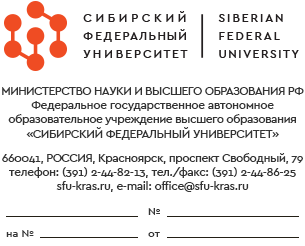 СИБИРСКИЙ
ФЕДЕРАЛЬНЫЙ
УНИВЕРСИТЕТ
SIBERIAN
FEDERAL
UNIVERSITY
МИНИСТЕРСТВО НАУКИ И ВЫСШЕГО ОБРАЗОВАНИЯ РФ
Федеральное государственное автономное
образовательное учреждение высшего образования
«СИБИРСКИЙ ФЕДЕРАЛЬНЫЙ УНИВЕРСИТЕТ»
660041, РОССИЯ, Красноярск, проспект Свободный, 79
телефон: (391) 2-44-82-13, тел./факс: (391) 2-44-86-25
sfu-kras.ru, e-mail: office@sfu-kras.ru
№
на № от